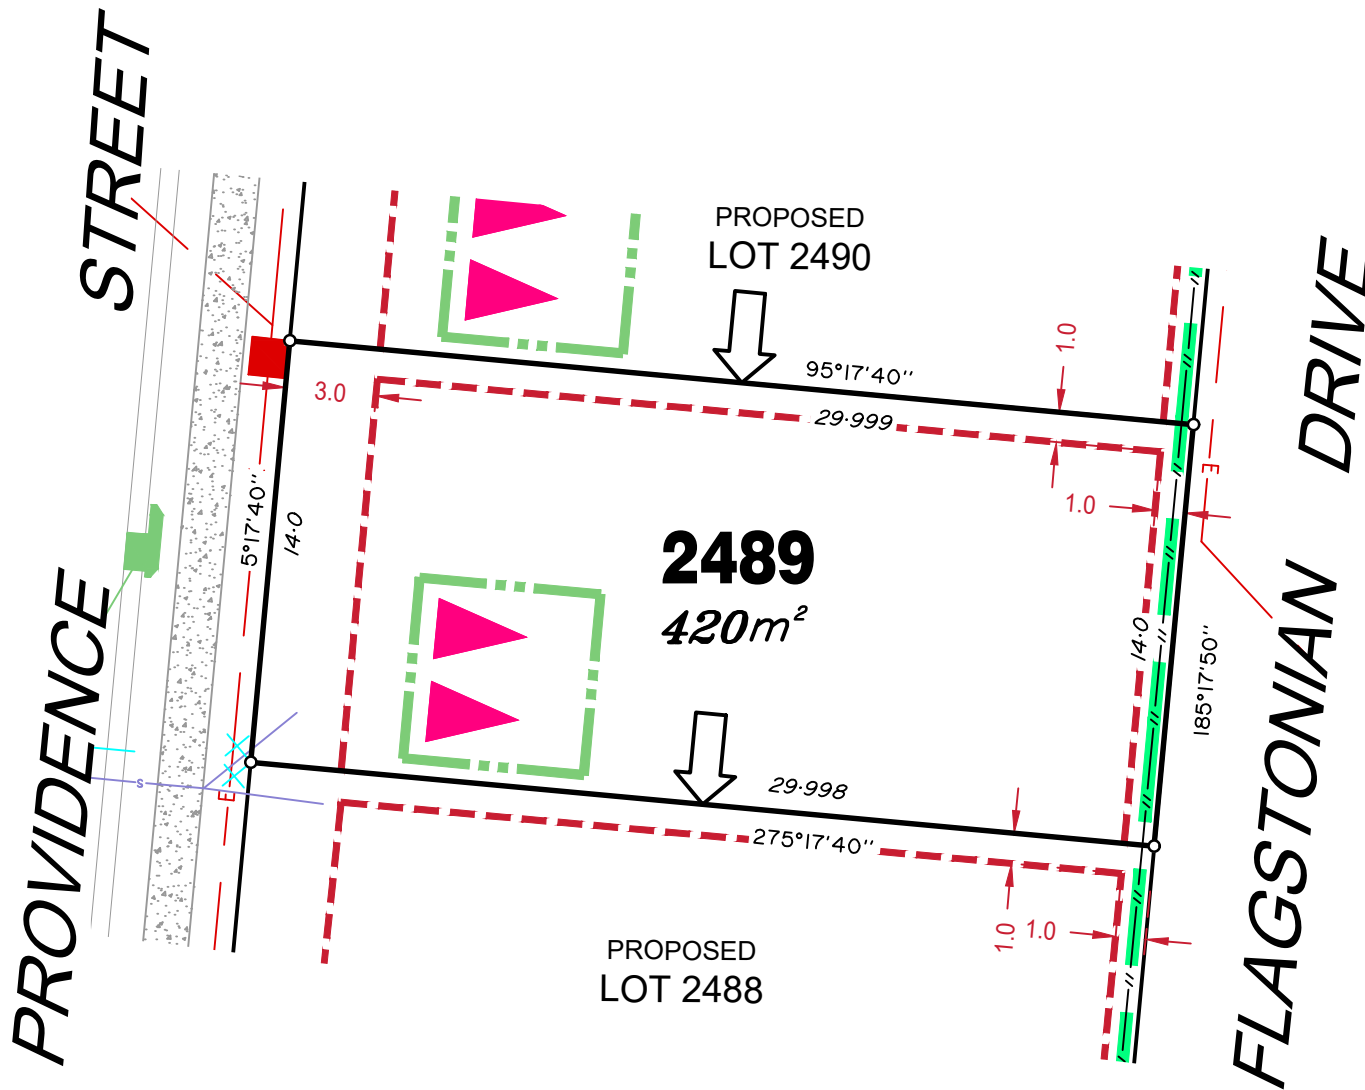 PROVIDENCE STREET
PROPOSED
LOT 2490
95°17'40''
29·999
1.0
3.0
1.0
E
5°17'40''
14·0
2489
420m²
14·0
185°17'50''
FLAGSTONIAN DRIVE
s
E
29·998
275°17'40''
1.0
1.0
PROPOSED
LOT 2488